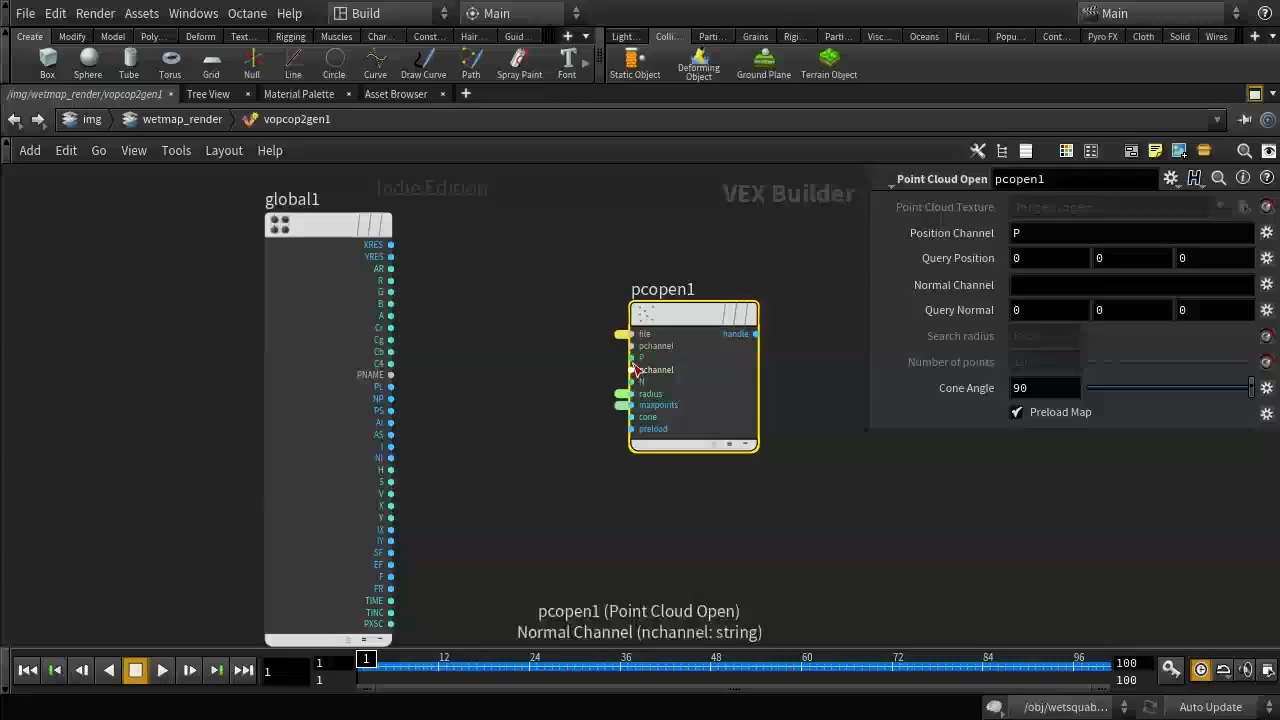 File Edit Render Assets Windows Octane Help Build Main Main
Create Modify Model Poly... Deform Text... Rigging Muscles Char... Const... Hair ... Guid... Light... Colli... Parti... Grains Rigi... Parti... Visc... Oceans Flui... Popu... Cont... Pyro FX Cloth Solid Wires
Box Sphere Tube Torus Grid Null Line Circle Curve Draw Curve Path Spray Paint Font Static Object Deforming Object Ground Plane Terrain Object
/img/wetmap_render/vopcop2gen1 Tree View Material Palette Asset Browser
img wetmap_render vopcop2gen1
Add Edit Go View Tools Layout Help
Indie Edition VEX Builder
Point Cloud Open pcopen1
Point Cloud Texture
Position Channel P
Query Position 0 0 0
Normal Channel
Query Normal 0 0 0
Search radius
Number of points
Cone Angle 90
Preload Map
global1
XRES
YRES
AR
R
G
B
A
Cr
Cg
Cb
C4
PNAME
PL
NP
PS
AI
AS
I
NI
H
S
V
X
Y
IX
IY
SF
EF
F
FR
TIME
TINC
PXSC
pcopen1
file handle
pchannel
P
nchannel
N
radius
maxpoints
cone
preload
pcopen1 (Point Cloud Open)
Normal Channel (nchannel: string)
1 1 1 1 12 24 36 48 60 72 84 96 100 100
/obj/wetsquab... Auto Update